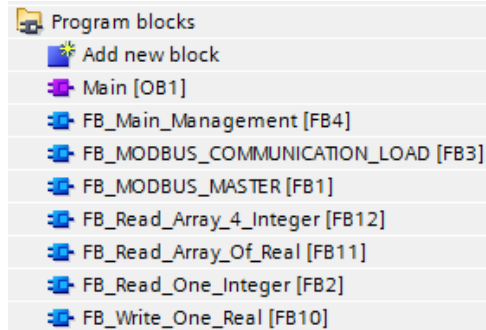 Program blocks
Add new block
Main [OB1]
FB_Main_Management [FB4]
FB_MODBUS_COMMUNICATION_LOAD [FB3]
FB_MODBUS_MASTER [FB1]
FB_Read_Array_4_Integer [FB12]
FB_Read_Array_Of_Real [FB11]
FB_Read_One_Integer [FB2]
FB_Write_One_Real [FB10]